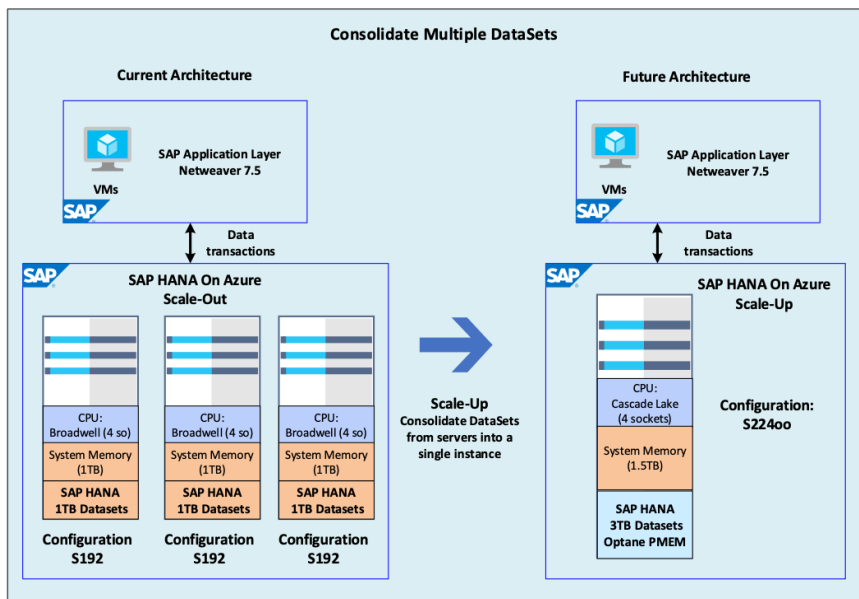 Consolidate Multiple DataSets
Current Architecture
SAP Application Layer
Netweaver 7.5
VMs
SAP
Data
transactions
SAP
SAP HANA On Azure
Scale-Out
CPU:
Broadwell (4 so)
System Memory
(1TB)
SAP HANA
1TB Datasets
Configuration
S192
CPU:
Broadwell (4 so)
System Memory
(1TB)
SAP HANA
1TB Datasets
Configuration
S192
CPU:
Broadwell (4 so)
System Memory
(1TB)
SAP HANA
1TB Datasets
Configuration
S192
Scale-Up
Consolidate DataSets
from servers into a
single instance
Future Architecture
SAP Application Layer
Netweaver 7.5
VMs
SAP
Data
transactions
SAP
SAP HANA On Azure
Scale-Up
CPU:
Cascade Lake
(4 sockets)
System Memory
(1.5TB)
SAP HANA
3TB Datasets
Optane PMEM
Configuration:
S224oo